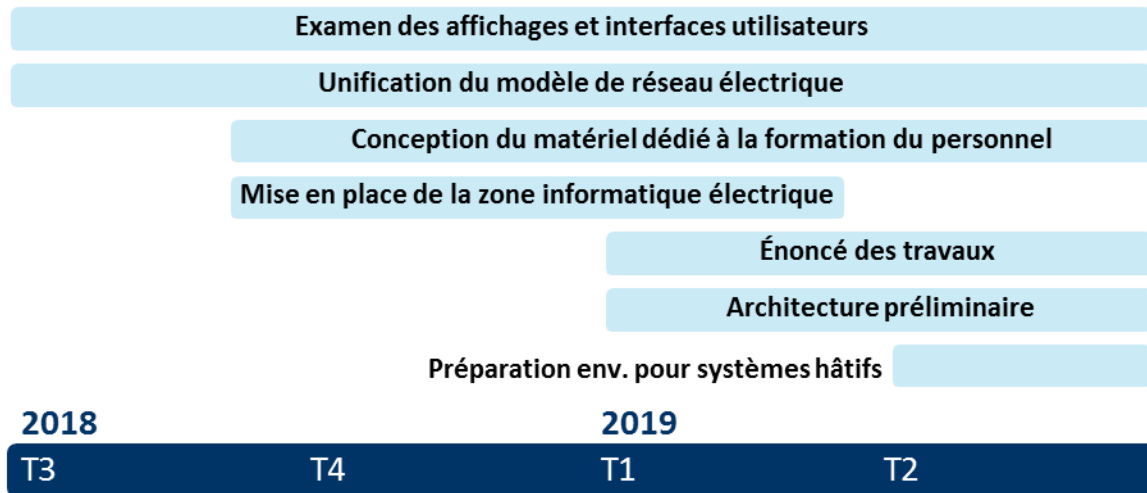 Examen des affichages et interfaces utilisateurs
Unification du modèle de réseau électrique
Conception du matériel dédié à la formation du personnel
Mise en place de la zone informatique électrique
Énoncé des travaux
Architecture préliminaire
Préparation env. pour systèmes hâtifs
2018 2019
T3 T4 T1 T2